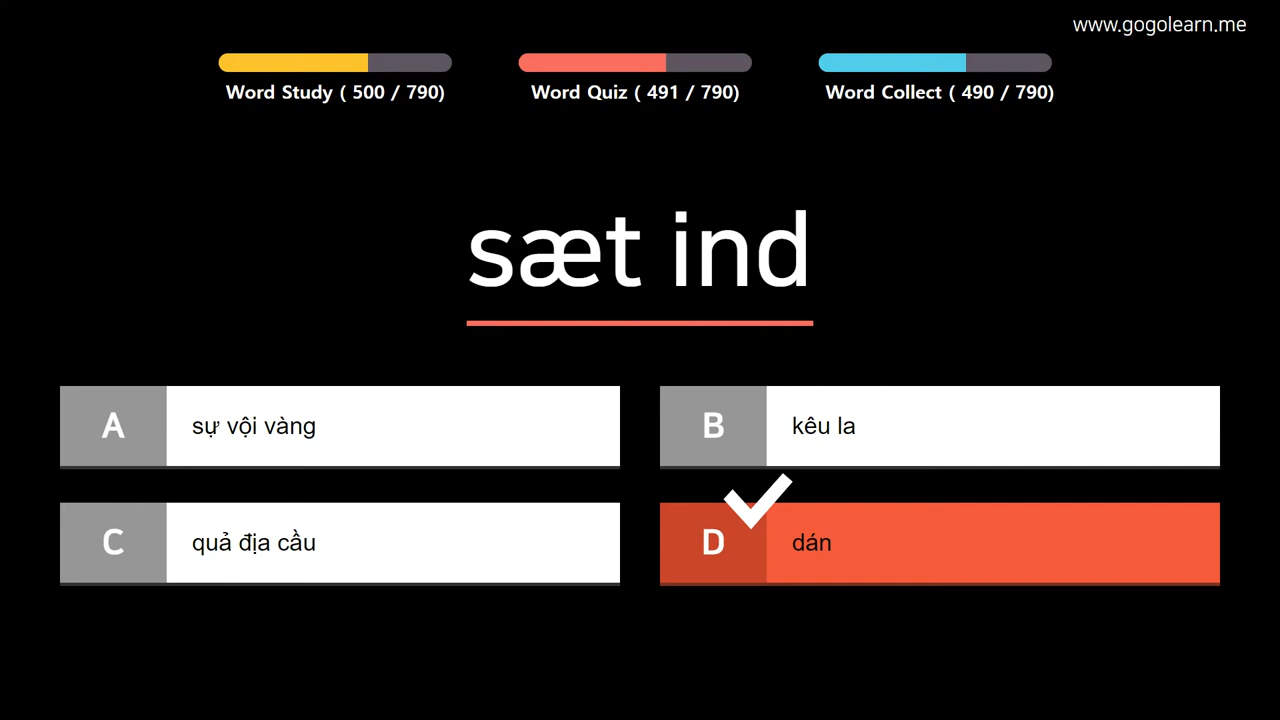 www.gogolearn.me
Word Study ( 500 / 790)
Word Quiz ( 491 / 790)
Word Collect ( 490 / 790)
sæt ind
A sự vội vàng
B kêu la
C quả địa cầu
D dán